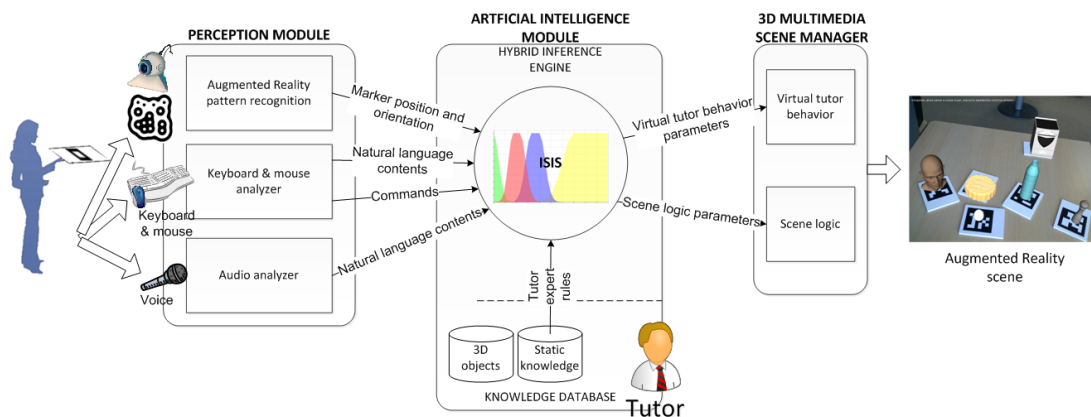 PERCEPTION MODULE
Augmented Reality
pattern recognition
Keyboard & mouse
analyzer
Audio analyzer
Keyboard
& mouse
Voice
Marker position and
orientation
Natural language
contents
Commands
Natural language contents
ARTFICIAL INTELLIGENCE
MODULE
HYBRID INFERENCE
ENGINE
ISIS
Tutor
expert
rules
3D
objects
Static
knowledge
KNOWLEDGE DATABASE
Tutor
Virtual tutor behavior
parameters
Scene logic parameters
3D MULTIMEDIA
SCENE MANAGER
Virtual tutor
behavior
Scene logic
Augmented Reality
scene